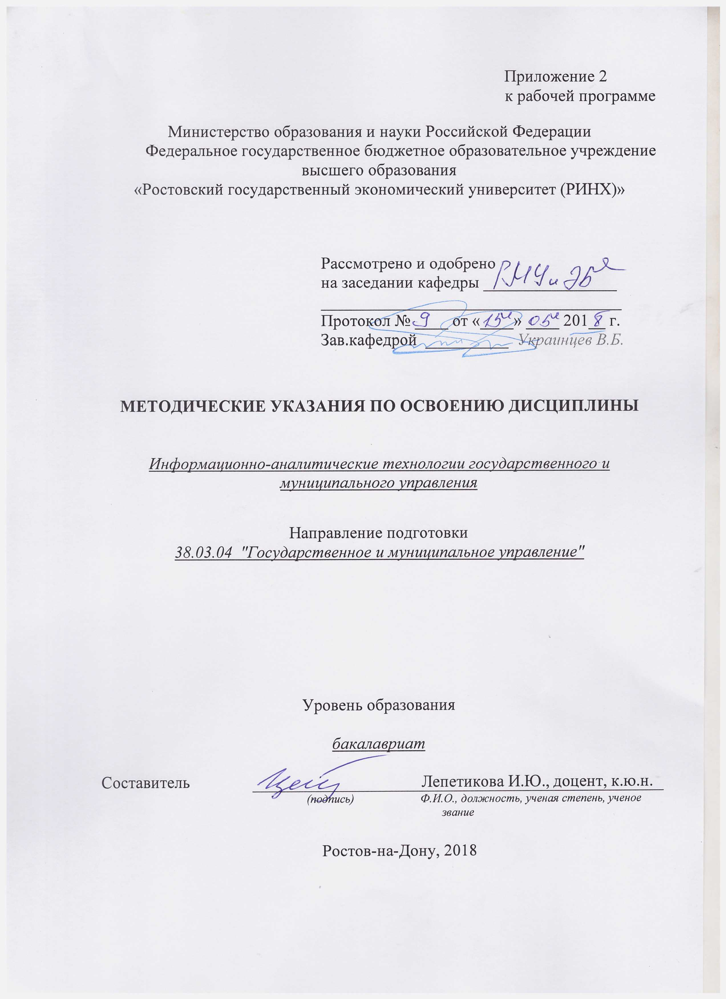 Приложение 2
к рабочей программе
Министерство образования и науки Российской Федерации
Федеральное государственное бюджетное образовательное учреждение
высшего образования
«Ростовский государственный экономический университет (РИНХ)»
Рассмотрено и одобрено
на заседании кафедры
Протокол № 9 от «15» 05 2018 г.
Зав.кафедрой Украинцев В.Б.
МЕТОДИЧЕСКИЕ УКАЗАНИЯ ПО ОСВОЕНИЮ ДИСЦИПЛИНЫ
Информационно-аналитические технологии государственного и
муниципального управления
Направление подготовки
38.03.04 "Государственное и муниципальное управление"
Уровень образования
бакалавриат
Составитель Лепетикова И.Ю., доцент, к.ю.н.
(подпись) Ф.И.О., должность, ученая степень, ученое
звание
Ростов-на-Дону, 2018